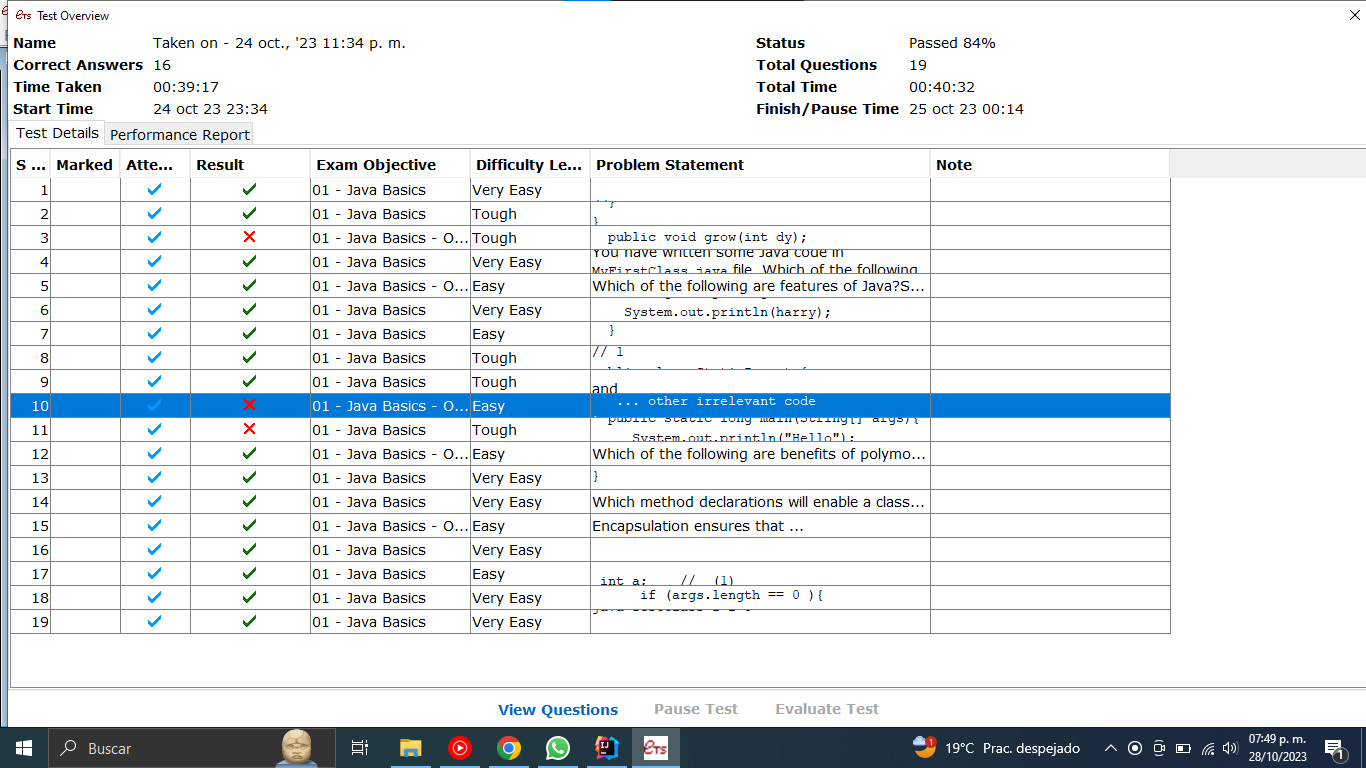 ETS Test Overview
Name Taken on - 24 oct., '23 11:34 p. m. Status Passed 84%
Correct Answers 16 Total Questions 19
Time Taken 00:39:17 Total Time 00:40:32
Start Time 24 oct 23 23:34 Finish/Pause Time 25 oct 23 00:14
Test Details Performance Report
S ... Marked Atte... Result Exam Objective Difficulty Le... Problem Statement Note
1 01 - Java Basics Very Easy
2 01 - Java Basics Tough }
3 01 - Java Basics - O... Tough public void grow(int dy);
4 01 - Java Basics Very Easy You have written some Java code in
MyFirstClass.java file. Which of the following
5 01 - Java Basics - O... Easy Which of the following are features of Java?S...
6 01 - Java Basics Very Easy System.out.println(harry);
7 01 - Java Basics Easy }
8 01 - Java Basics Tough // 1
9 01 - Java Basics Tough and
10 01 - Java Basics - O... Easy ... other irrelevant code
11 01 - Java Basics Tough public static long main(String[] args){
System.out.println("Hello");
12 01 - Java Basics - O... Easy Which of the following are benefits of polymo...
13 01 - Java Basics Very Easy }
14 01 - Java Basics Very Easy Which method declarations will enable a class...
15 01 - Java Basics - O... Easy Encapsulation ensures that ...
16 01 - Java Basics Very Easy
17 01 - Java Basics Easy int a; // (1)
18 01 - Java Basics Very Easy if (args.length == 0 ){
19 01 - Java Basics Very Easy
View Questions Pause Test Evaluate Test
Buscar IJ ETS 1 19°C Prac. despejado 07:49 p. m.
28/10/2023 1